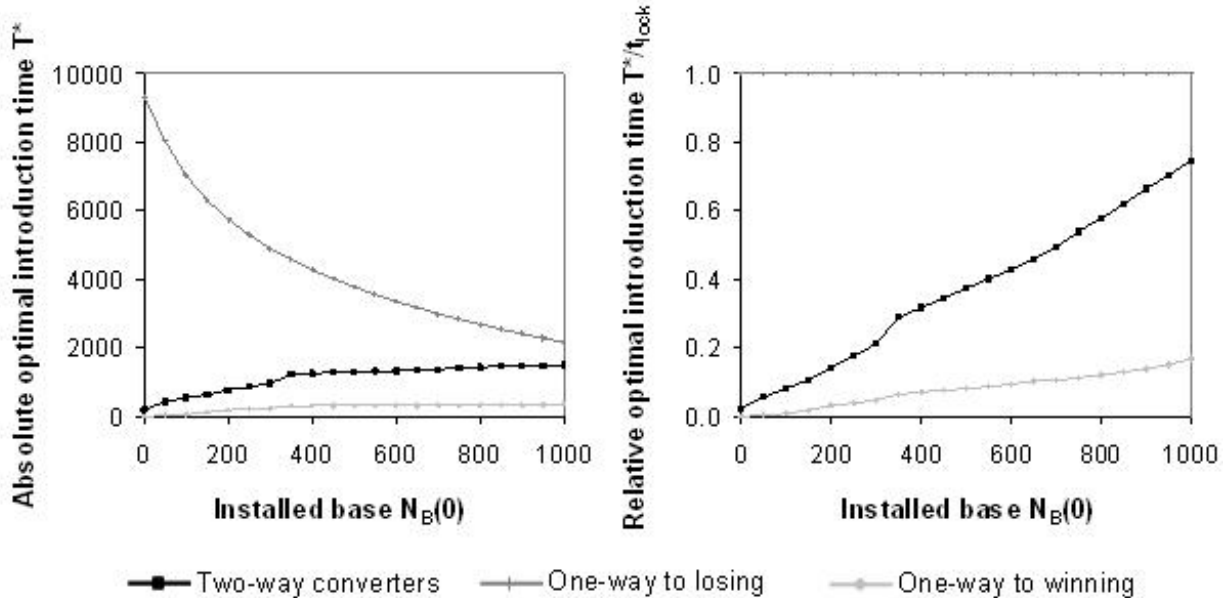 Absolute optimal introduction time T*
10000
8000
6000
4000
2000
0
0 200 400 600 800 1000
Installed base N_B(0)
Relative optimal introduction time T*/t_lock
1.0
0.8
0.6
0.4
0.2
0.0
0 200 400 600 800 1000
Installed base N_B(0)
Two-way converters
One-way to losing
One-way to winning